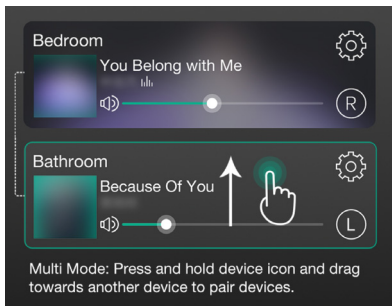 Bedroom
You Belong with Me
R
Bathroom
Because Of You
L
Multi Mode: Press and hold device icon and drag
towards another device to pair devices.